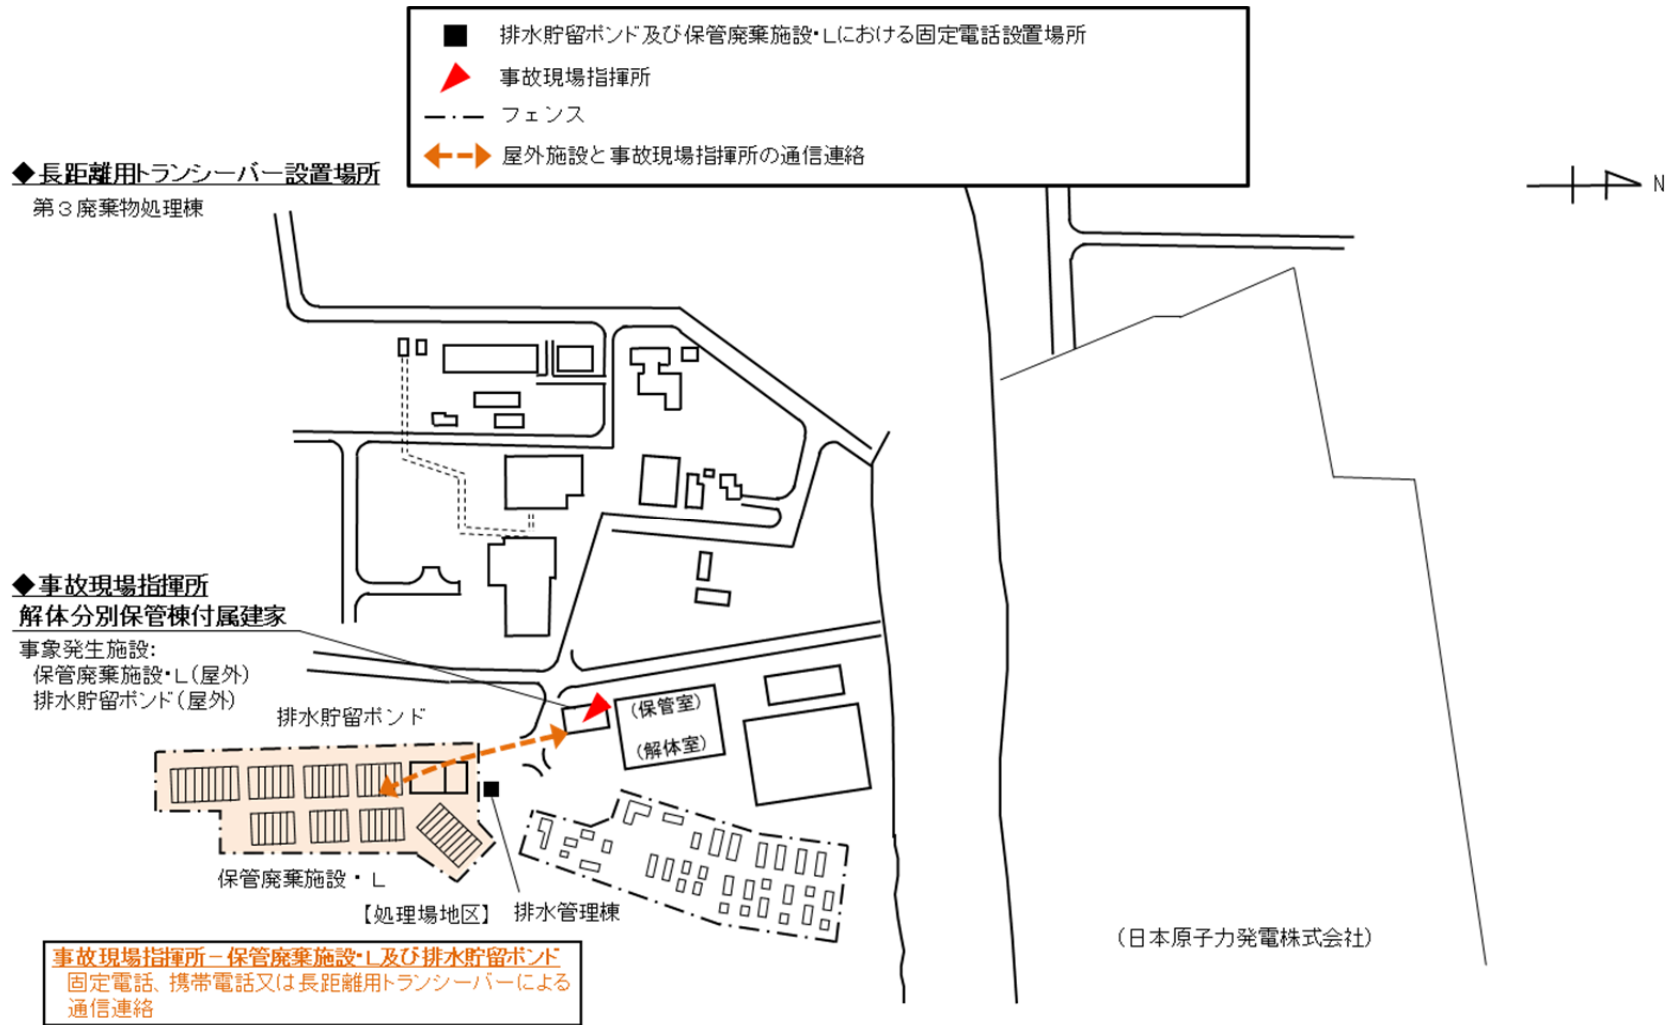 排水貯留ポンド及び保管廃棄施設・Lにおける固定電話設置場所
事故現場指揮所
フェンス
屋外施設と事故現場指揮所の通信連絡
◆長距離用トランシーバー設置場所
第3廃棄物処理棟
N
◆事故現場指揮所
解体分別保管棟付属建家
事象発生施設:
保管廃棄施設・L(屋外)
排水貯留ポンド(屋外)
排水貯留ポンド
(保管室)
(解体室)
保管廃棄施設・L
【処理場地区】
排水管理棟
(日本原子力発電株式会社)
事故現場指揮所－保管廃棄施設・L及び排水貯留ポンド
固定電話、携帯電話又は長距離用トランシーバーによる
通信連絡